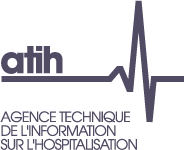 atih
AGENCE TECHNIQUE
DE L'INFORMATION
SUR L'HOSPITALISATION